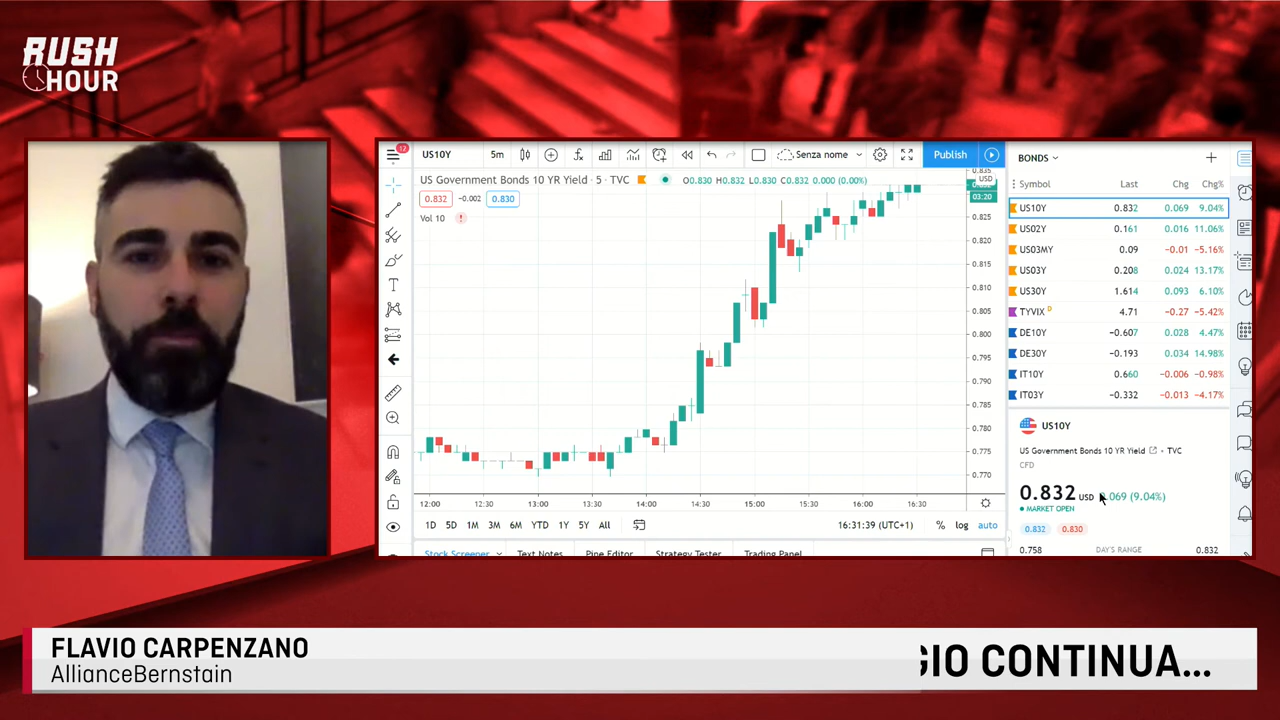 RUSH
HOUR
12
US10Y 5m Senza nome Publish
US Government Bonds 10 YR Yield · 5 · TVC O0.830 H0.832 L0.830 C0.832 0.000 (0.00%)
0.832 -0.002 0.830
Vol 10
USD
0.835
03:20
0.825
0.820
0.815
0.810
0.805
0.800
0.795
0.790
0.785
0.780
0.775
0.770
12:00 12:30 13:00 13:30 14:00 14:30 15:00 15:30 16:00 16:30
1D 5D 1M 3M 6M YTD 1Y 5Y All 16:31:39 (UTC+1) % log auto
Stock Screener Text Notes Pine Editor Strategy Tester Trading Panel
BONDS
Symbol Last Chg Chg%
US10Y 0.832 0.069 9.04%
US02Y 0.161 0.016 11.06%
US03MY 0.09 -0.01 -5.16%
US03Y 0.208 0.024 13.17%
US30Y 1.614 0.093 6.10%
TYVIX D 4.71 -0.27 -5.42%
DE10Y -0.607 0.028 4.47%
DE30Y -0.193 0.034 14.98%
IT10Y 0.660 -0.006 -0.98%
IT03Y -0.332 -0.013 -4.17%
US10Y
US Government Bonds 10 YR Yield · TVC
CFD
0.832 USD .069 (9.04%)
MARKET OPEN
0.832 0.830
0.758 DAY'S RANGE 0.832
FLAVIO CARPENZANO
AllianceBernstain
GIO CONTINUA...